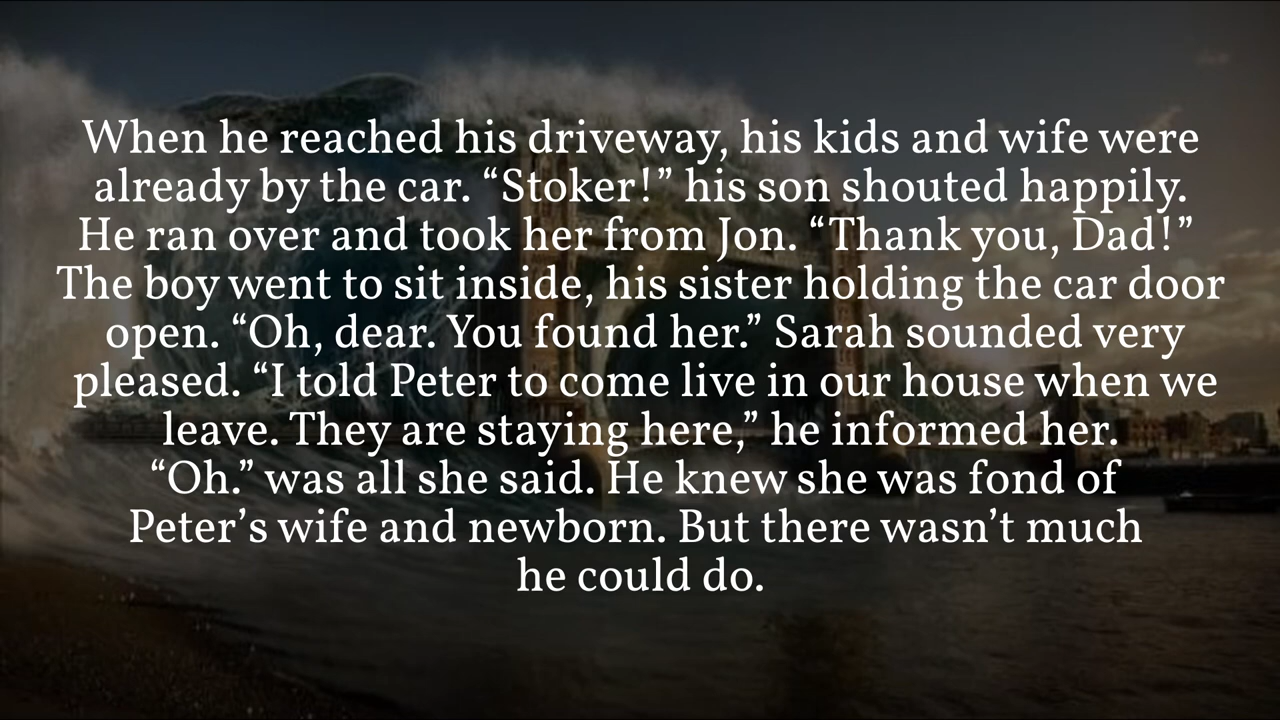 When he reached his driveway, his kids and wife were
already by the car. “Stoker!” his son shouted happily.
He ran over and took her from Jon. “Thank you, Dad!”
The boy went to sit inside, his sister holding the car door
open. “Oh, dear. You found her.” Sarah sounded very
pleased. “I told Peter to come live in our house when we
leave. They are staying here,” he informed her.
“Oh.” was all she said. He knew she was fond of
Peter’s wife and newborn. But there wasn’t much
he could do.